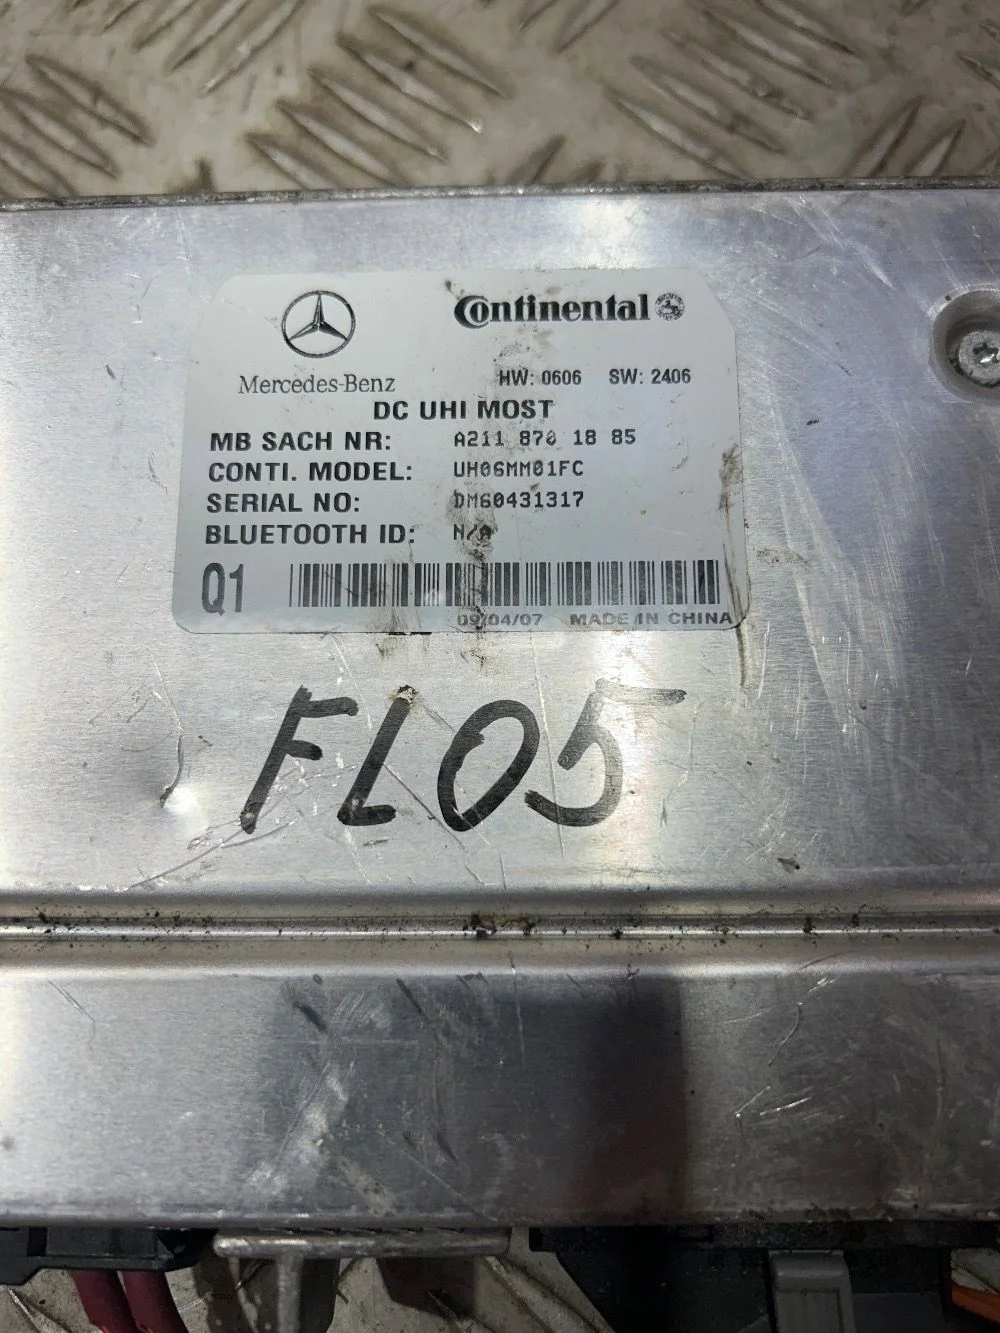 Continental
Mercedes-Benz
HW: 0606 SW: 2406
DC UHI MOST
MB SACH NR: A211 870 18 85
CONTI. MODEL: UH06MM01FC
SERIAL NO: DM60431317
BLUETOOTH ID: N/A
Q1
09/04/07 MADE IN CHINA
FL05